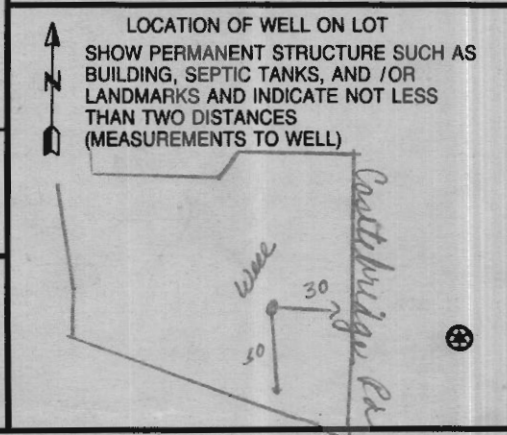 LOCATION OF WELL ON LOT
SHOW PERMANENT STRUCTURE SUCH AS
BUILDING, SEPTIC TANKS, AND /OR
LANDMARKS AND INDICATE NOT LESS
THAN TWO DISTANCES
(MEASUREMENTS TO WELL)
N
Well
30
Castlebridge Rd